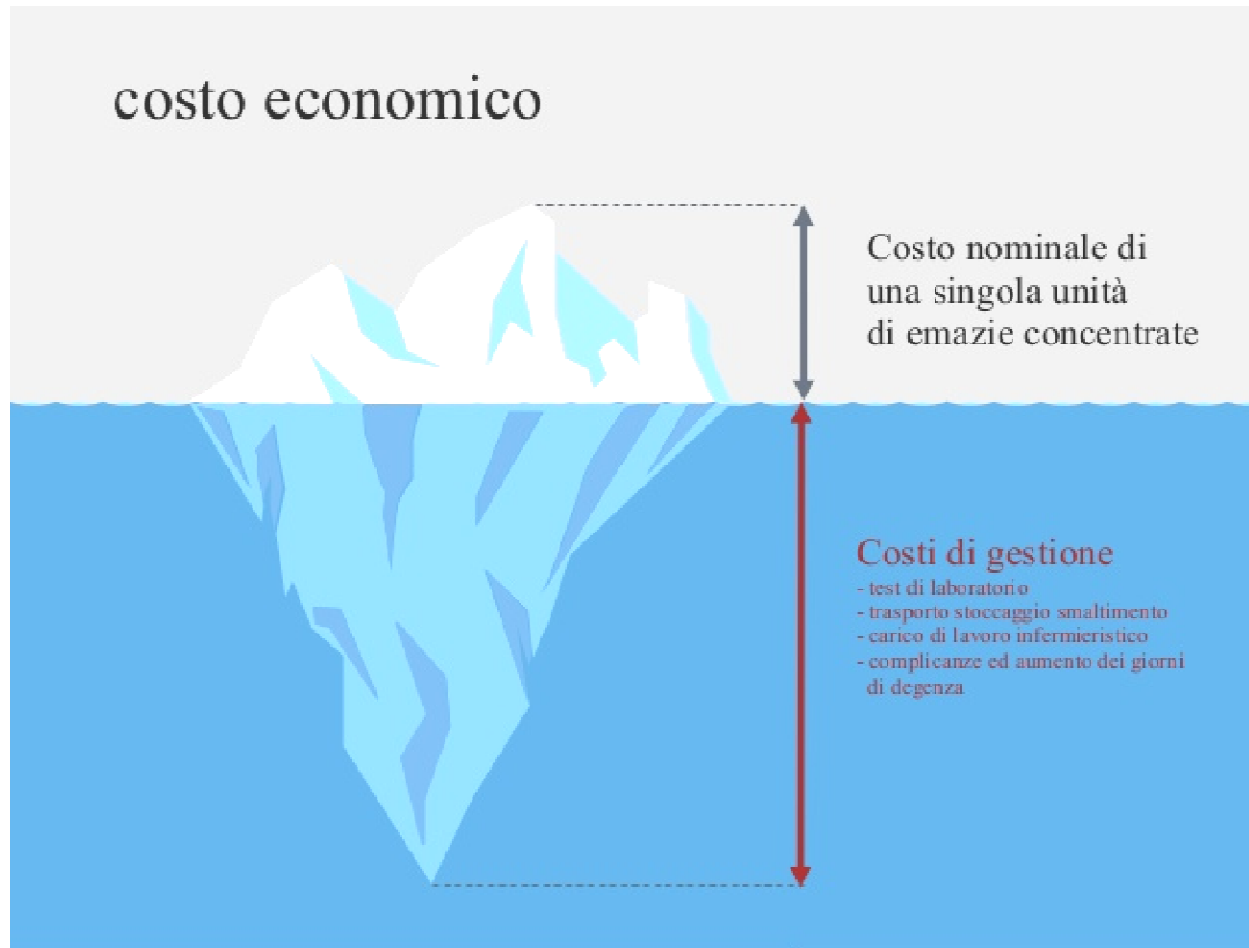 costo economico
Costo nominale di
una singola unità
di emazie concentrate
Costi di gestione
- test di laboratorio
- trasporto stoccaggio smaltimento
- carico di lavoro infermieristico
- complicanze ed aumento dei giorni
di degenza